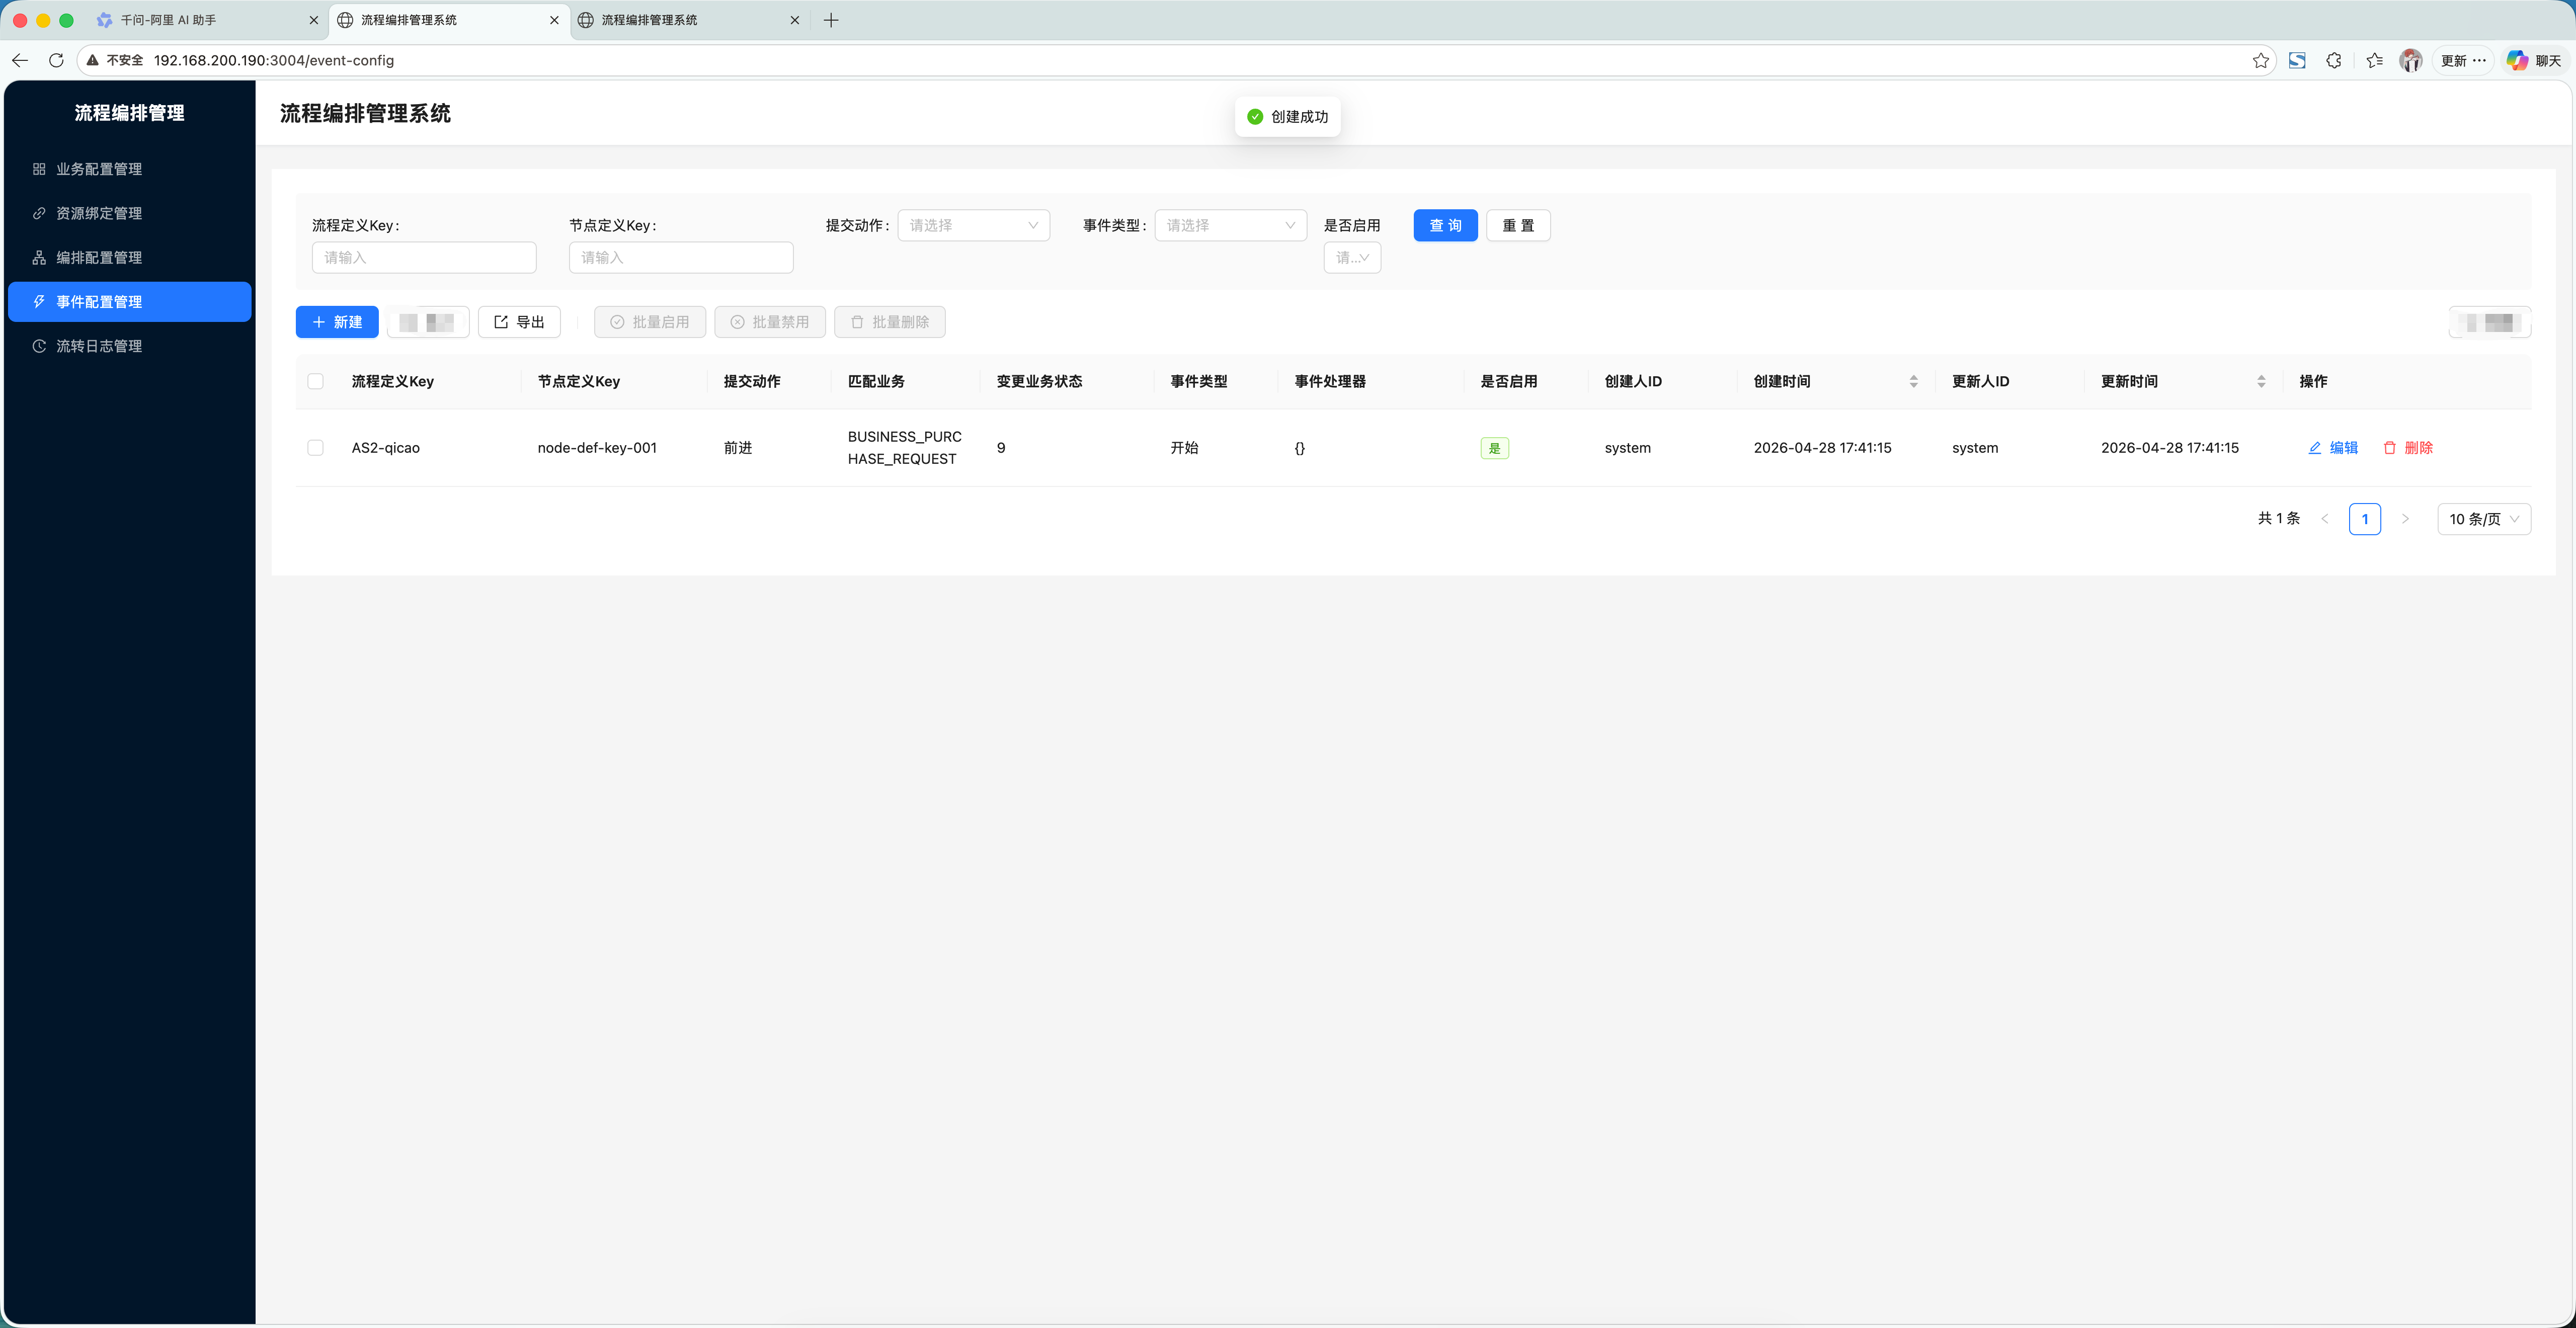 千问-阿里 AI 助手
流程编排管理系统
流程编排管理系统
不安全 192.168.200.190:3004/event-config
更新
聊天
流程编排管理
业务配置管理
资源绑定管理
编排配置管理
事件配置管理
流转日志管理
流程编排管理系统
创建成功
流程定义Key: 节点定义Key: 提交动作: 请选择 事件类型: 请选择 是否启用 查 询 重 置
请输入 请输入 请...
新建 导出 批量启用 批量禁用 批量删除
流程定义Key 节点定义Key 提交动作 匹配业务 变更业务状态 事件类型 事件处理器 是否启用 创建人ID 创建时间 更新人ID 更新时间 操作
AS2-qicao node-def-key-001 前进 BUSINESS_PURC
HASE_REQUEST 9 开始 {} 是 system 2026-04-28 17:41:15 system 2026-04-28 17:41:15 编辑 删除
共 1 条 1 10 条/页